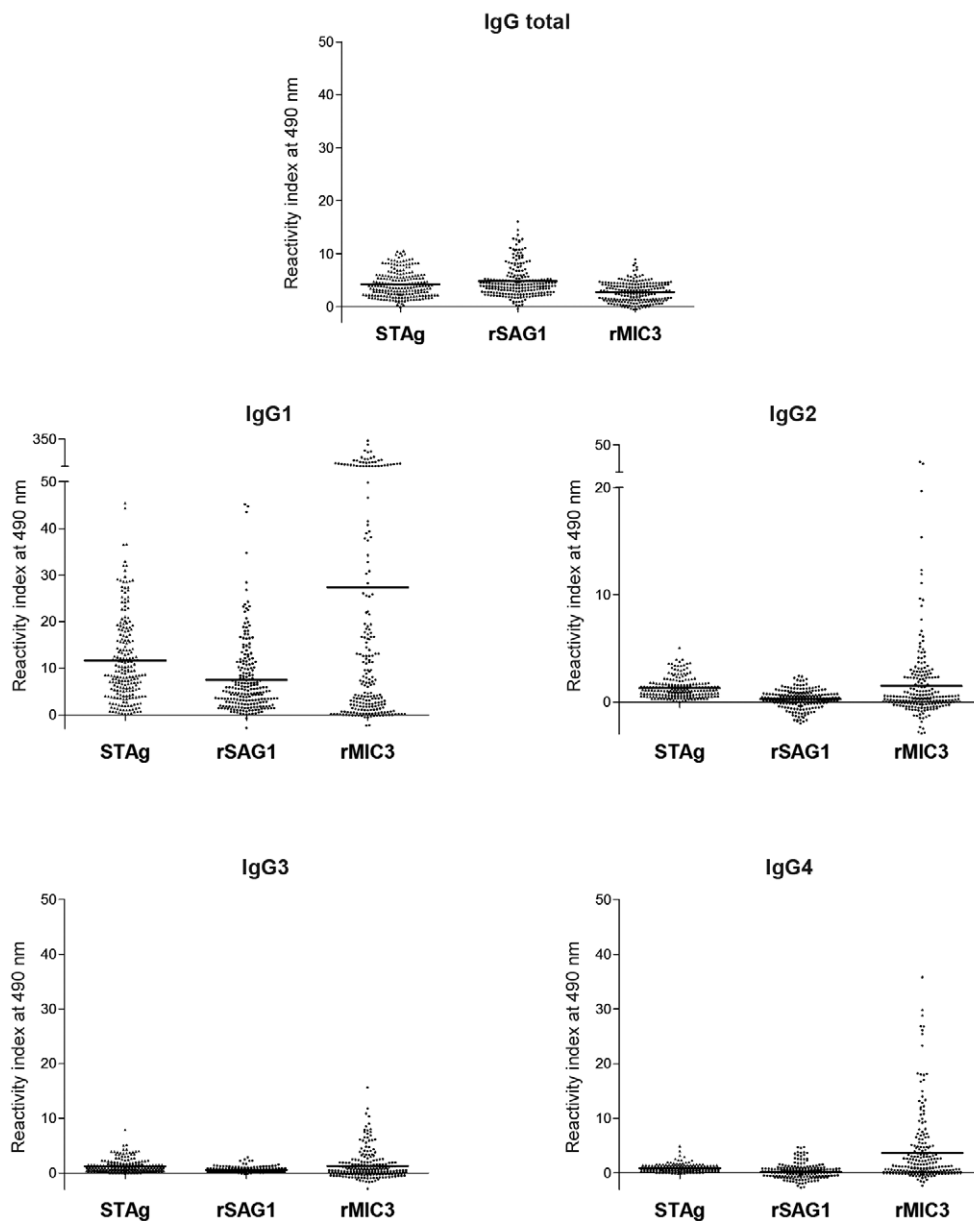 IgG total
Reactivity index at 490 nm
50
40
30
20
10
0
STAg rSAG1 rMIC3
IgG1
Reactivity index at 490 nm
350
50
40
30
20
10
0
STAg rSAG1 rMIC3
IgG2
Reactivity index at 490 nm
50
20
10
0
STAg rSAG1 rMIC3
IgG3
Reactivity index at 490 nm
50
40
30
20
10
0
STAg rSAG1 rMIC3
IgG4
Reactivity index at 490 nm
50
40
30
20
10
0
STAg rSAG1 rMIC3